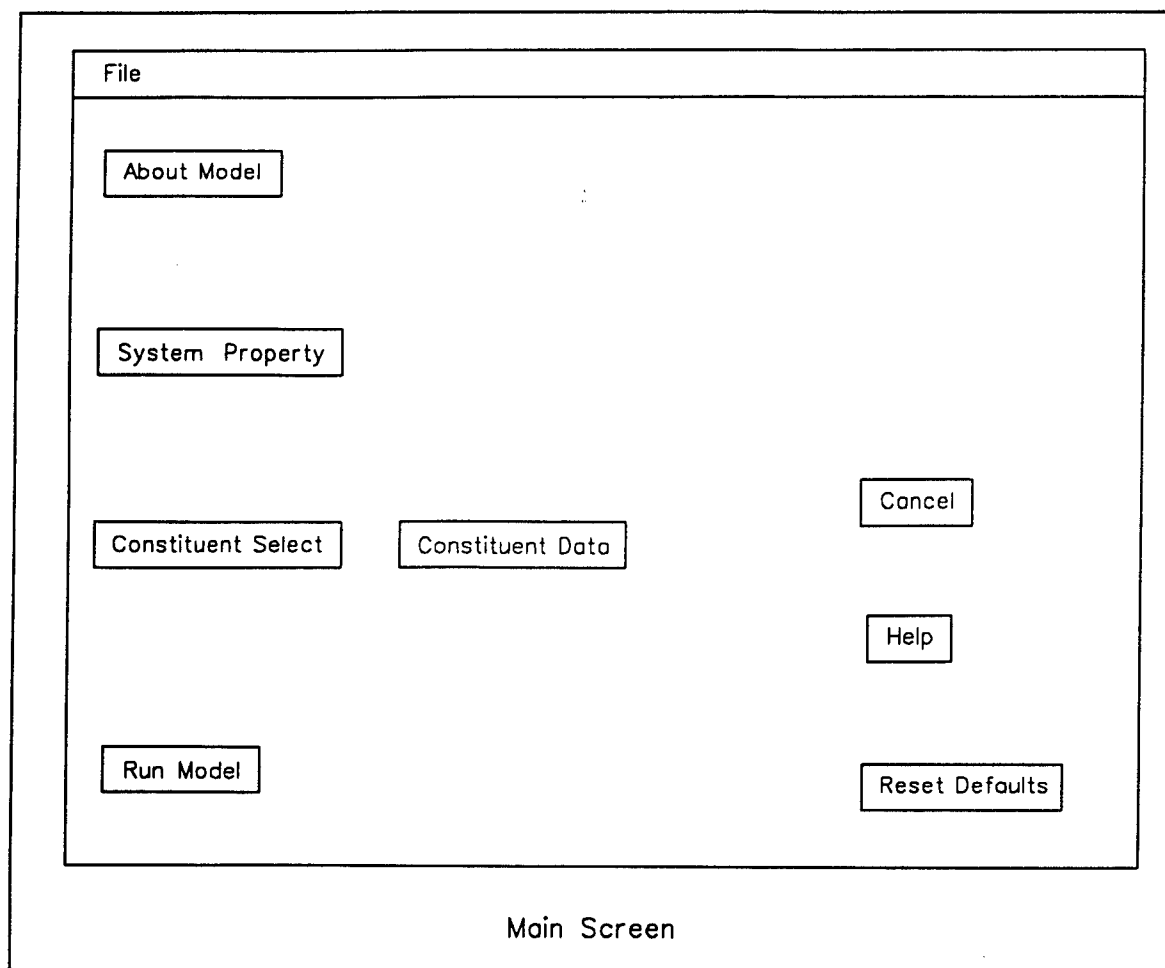 File
About Model
System Property
Constituent Select
Constituent Data
Cancel
Help
Run Model
Reset Defaults
Main Screen